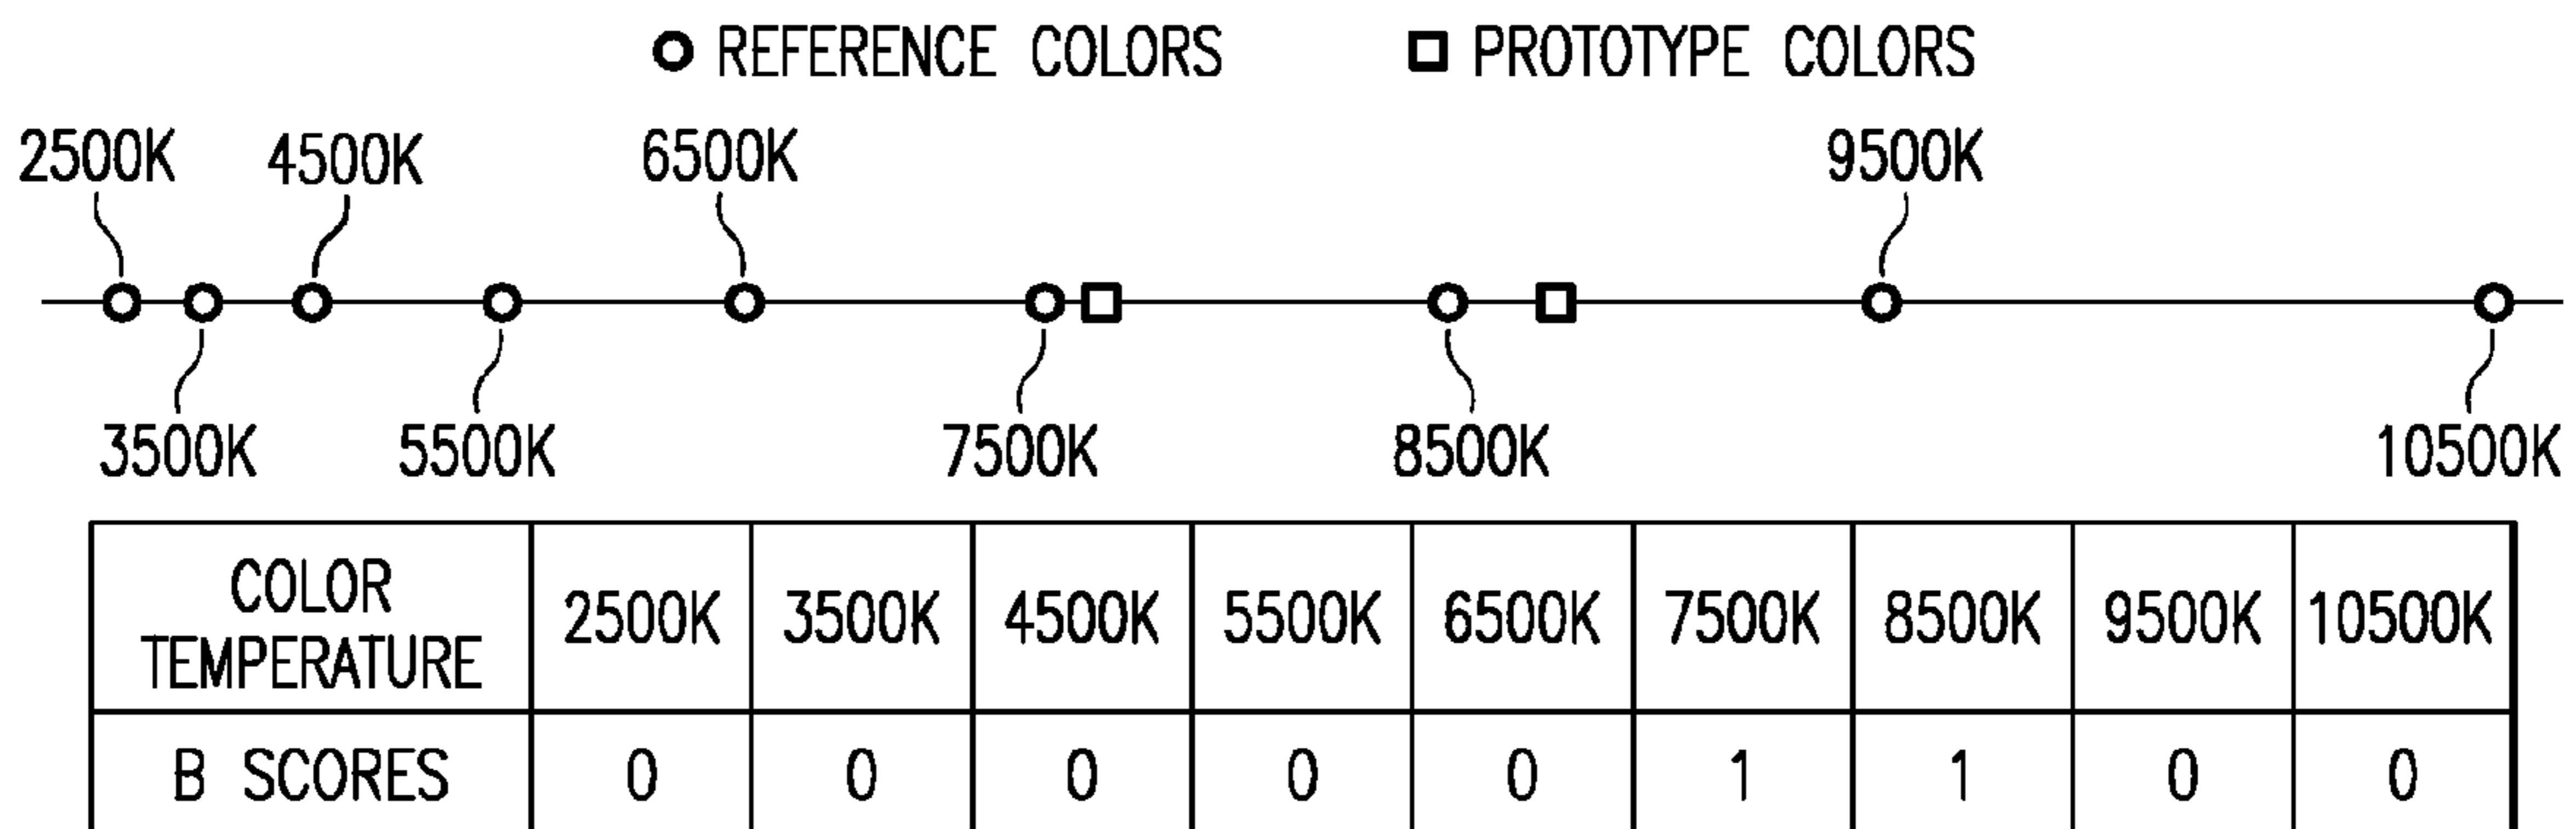 REFERENCE COLORS PROTOTYPE COLORS
2500K 4500K 6500K 9500K
3500K 5500K 7500K 8500K 10500K
COLOR
TEMPERATURE 2500K 3500K 4500K 5500K 6500K 7500K 8500K 9500K 10500K
B SCORES 0 0 0 0 0 1 1 0 0